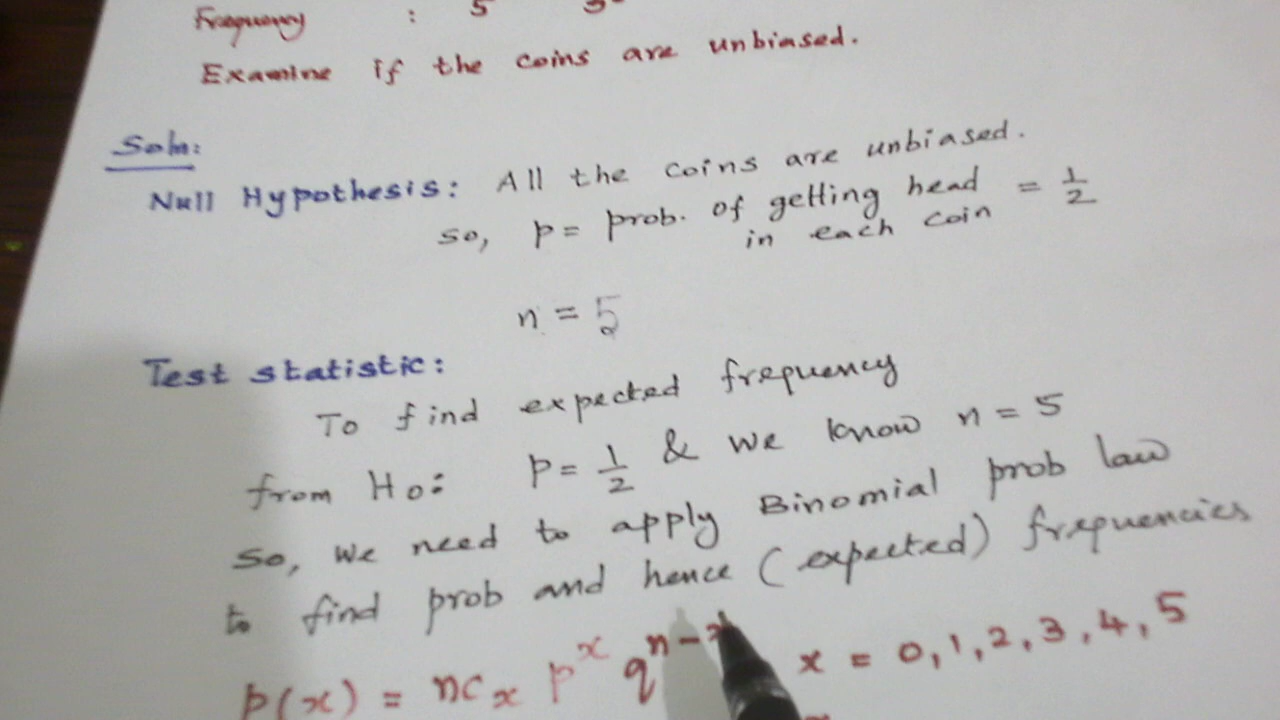 Frequency : 5
Examine if the coins are unbiased.
Soln:
Null Hypothesis: All the coins are unbiased.
so, p = prob. of getting head = 1/2
in each coin
n = 5
Test statistic:
To find expected frequency
from H0: p = 1/2 & we know n = 5
So, we need to apply Binomial prob law
to find prob and hence (expected) frequencies
p(x) = ncx p^x q^n-x x = 0,1,2,3,4,5